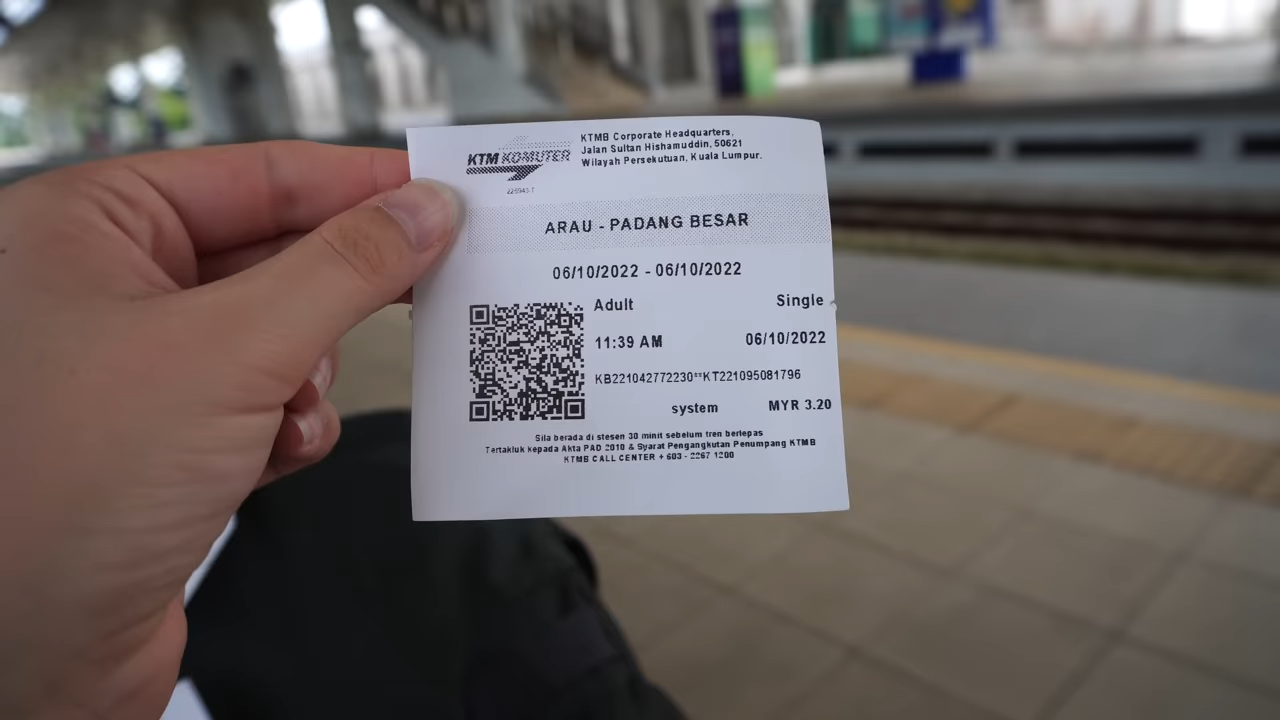 KTM KOMUTER
KTMB Corporate Headquarters,
Jalan Sultan Hishamuddin, 50621
Wilayah Persekutuan, Kuala Lumpur.
ARAU - PADANG BESAR
06/10/2022 - 06/10/2022
Adult Single
11:39 AM 06/10/2022
KB221042772230**KT221095081796
system MYR 3.20
Sila berada di stesen 30 minit sebelum tren berlepas
Tertakluk kepada Akta PAD 2010 & Syarat Pengangkutan Penumpang KTMB
KTMB CALL CENTER + 603 - 2267 1200